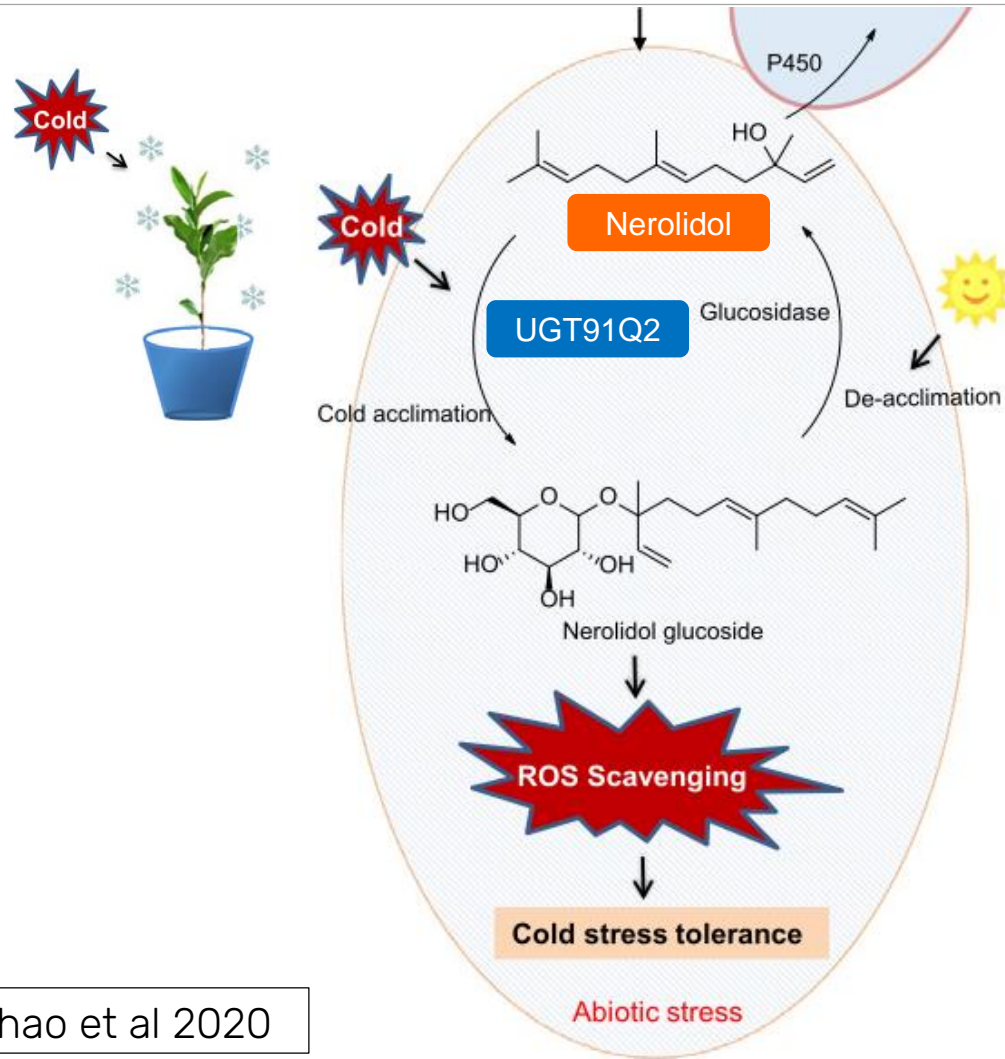 P450
Cold
HO
Cold
Nerolidol
UGT91Q2
Glucosidase
Cold acclimation
De-acclimation
HO
O
O
HO
OH
OH
Nerolidol glucoside
ROS Scavenging
Cold stress tolerance
Abiotic stress
hao et al 2020